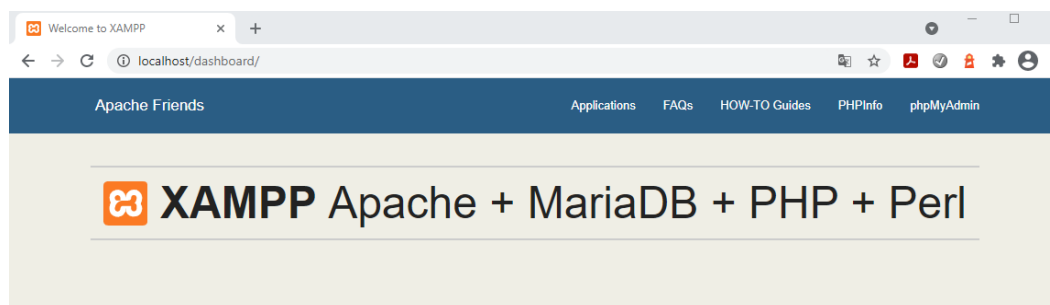 Welcome to XAMPP
localhost/dashboard/
Apache Friends Applications FAQs HOW-TO Guides PHPInfo phpMyAdmin
XAMPP Apache + MariaDB + PHP + Perl